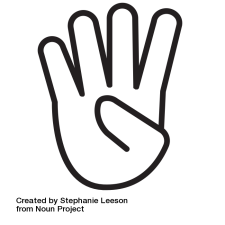 Created by Stephanie Leeson
from Noun Project